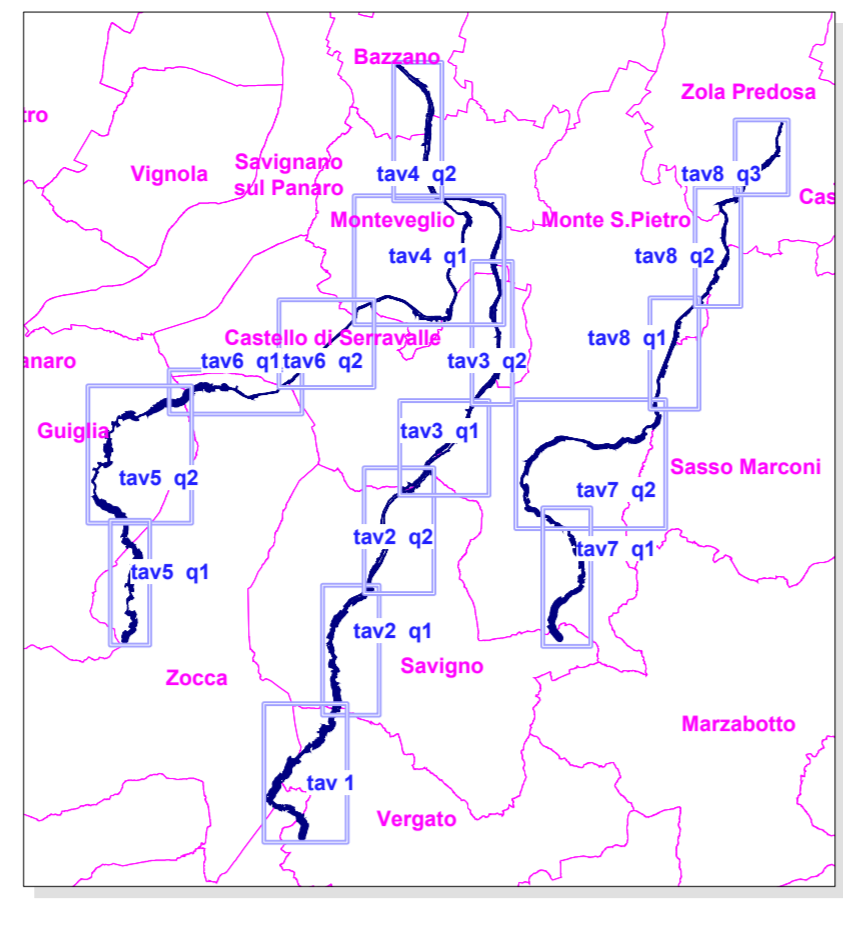 Bazzano
Zola Predosa
tro
Vignola
Savignano
sul Panaro
tav4 q2
tav8 q3
Cas
Monteveglio
Monte S.Pietro
tav4 q1
tav8 q2
Castello di Serravalle
tav8 q1
anaro
tav6 q1
tav6 q2
tav3 q2
Guiglia
tav3 q1
Sasso Marconi
tav5 q2
tav7 q2
tav2 q2
tav7 q1
tav5 q1
tav2 q1
Zocca
Savigno
Marzabotto
tav 1
Vergato